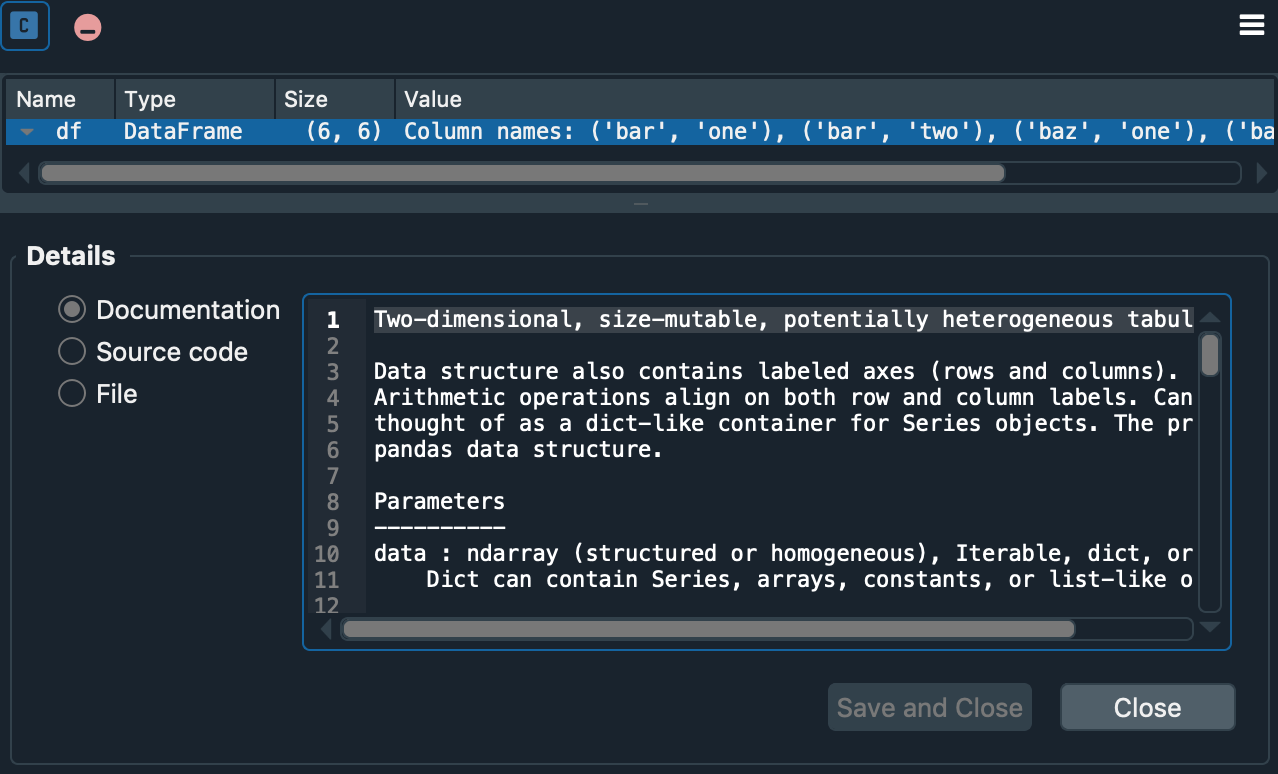 C
Name Type Size Value
df DataFrame (6, 6) Column names: ('bar', 'one'), ('bar', 'two'), ('baz', 'one'), ('ba
Details
Documentation
Source code
File
1 Two-dimensional, size-mutable, potentially heterogeneous tabul
2
3 Data structure also contains labeled axes (rows and columns).
4 Arithmetic operations align on both row and column labels. Can
5 thought of as a dict-like container for Series objects. The pr
6 pandas data structure.
7
8 Parameters
9 ----------
10 data : ndarray (structured or homogeneous), Iterable, dict, or
11     Dict can contain Series, arrays, constants, or list-like o
12
Save and Close Close